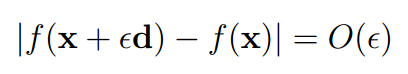 |f(x + ϵd) − f(x)| = O(ϵ)